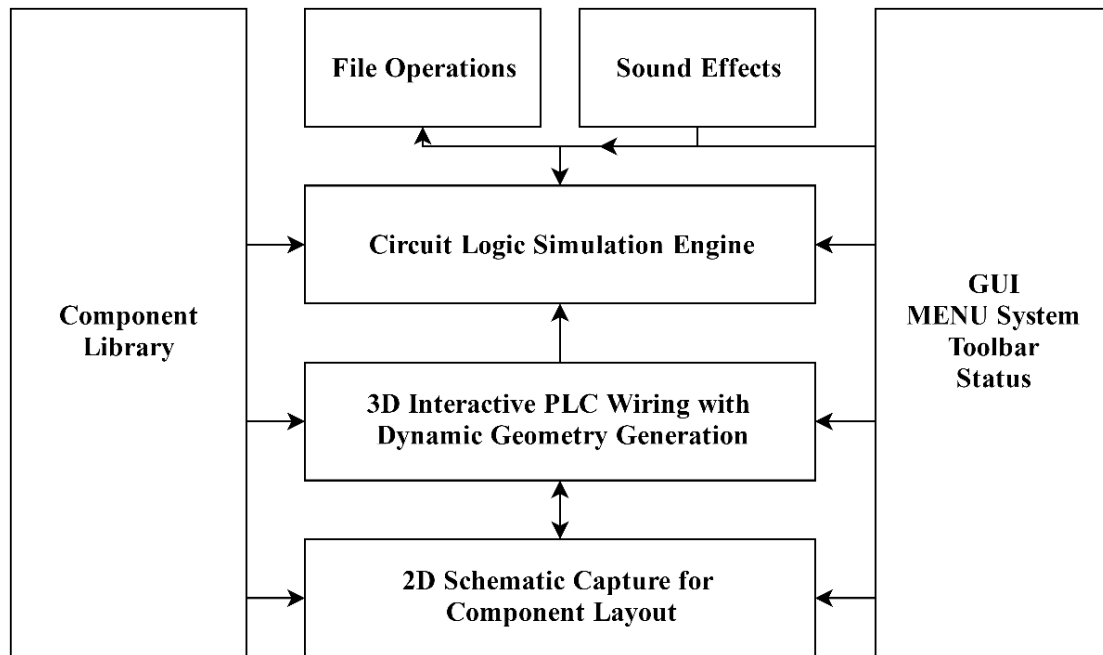 File Operations
Sound Effects
Circuit Logic Simulation Engine
Component
Library
GUI
MENU System
Toolbar
Status
3D Interactive PLC Wiring with
Dynamic Geometry Generation
2D Schematic Capture for
Component Layout